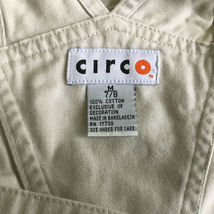 circo
M
7/8
100% COTTON
EXCLUSIVE OF
DECORATION
MADE IN BANGLADESH
RN 17730
SEE UNDER FOR CARE